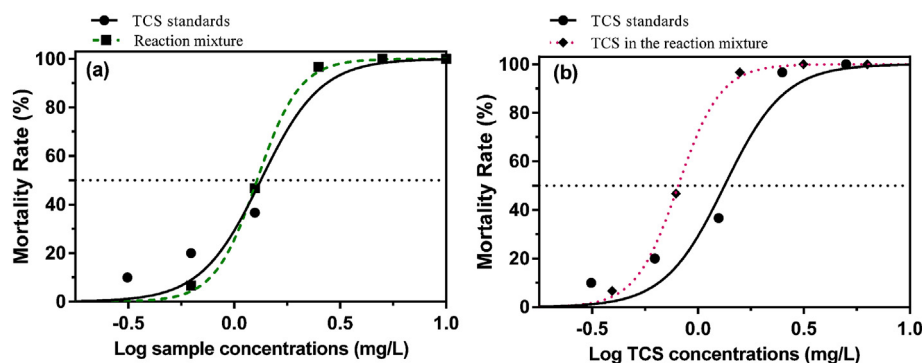 TCS standards
Reaction mixture
(a)
100
80
60
40
20
0
-0.5
0.0
0.5
1.0
Mortality Rate (%)
Log sample concentrations (mg/L)
TCS standards
TCS in the reaction mixture
(b)
100
80
60
40
20
0
-0.5
0.0
0.5
1.0
Mortality Rate (%)
Log TCS concentrations (mg/L)